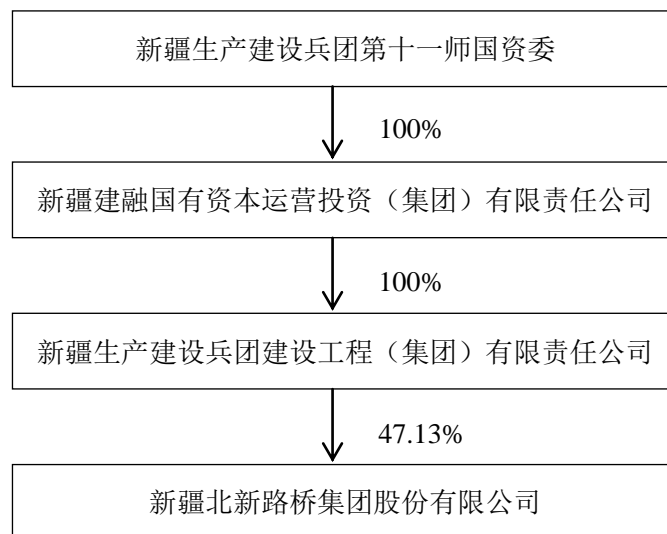 新疆生产建设兵团第十一师国资委
100%
新疆建融国有资本运营投资（集团）有限责任公司
100%
新疆生产建设兵团建设工程（集团）有限责任公司
47.13%
新疆北新路桥集团股份有限公司